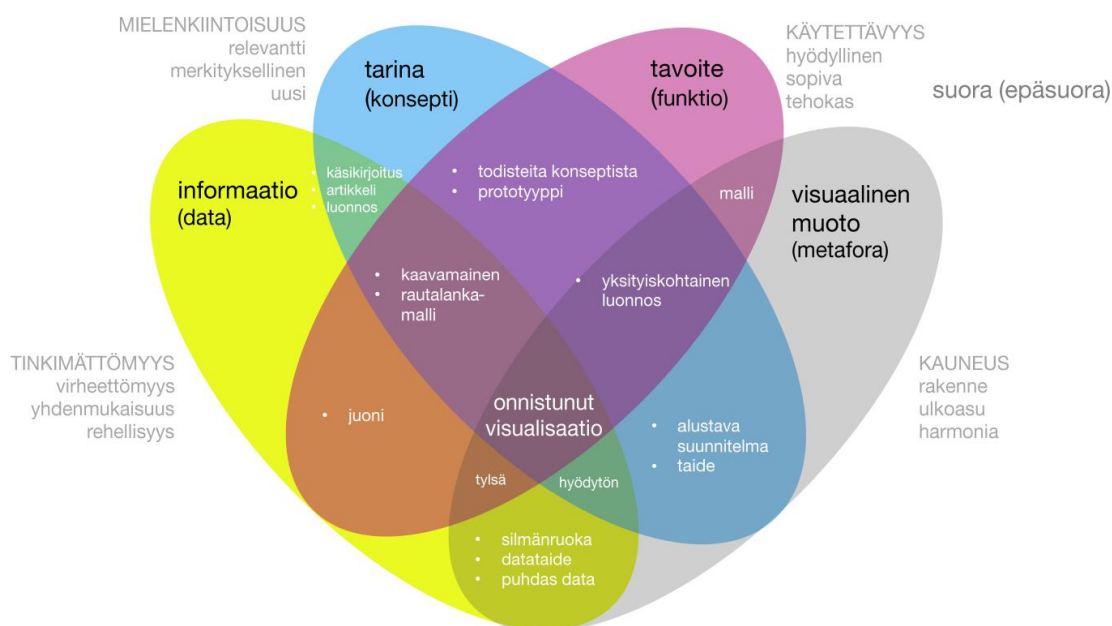 MIELENKIINTOISUUS
relevantti
merkityksellinen
uusi
tarina
(konsepti)
tavoite
(funktio)
KÄYTETTÄVYYS
hyödyllinen
sopiva
tehokas
suora (epäsuora)
informaatio
(data)
• käsikirjoitus
• artikkeli
• luonnos
• todisteita konseptista
• prototyyppi
malli
visuaalinen
muoto
(metafora)
• kaavamainen
• rautalanka-
malli
• yksityiskohtainen
luonnos
TINKIMÄTTÖMYYS
virheettömyys
yhdenmukaisuus
rehellisyys
• juoni
onnistunut
visualisaatio
• alustava
suunnitelma
• taide
KAUNEUS
rakenne
ulkoasu
harmonia
tylsä
hyödytön
• silmänruoka
• datataide
• puhdas data